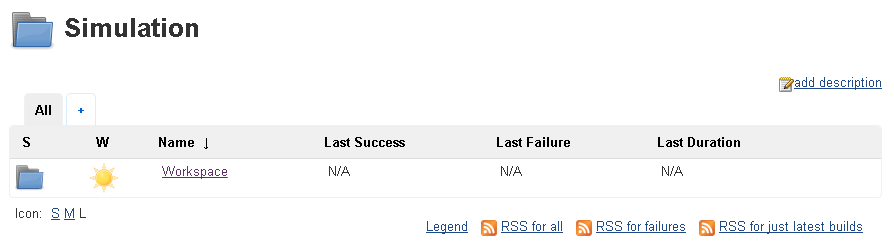 Simulation
add description
All +
S W Name ↓ Last Success Last Failure Last Duration
Workspace N/A N/A N/A
Icon: S M L
Legend RSS for all RSS for failures RSS for just latest builds